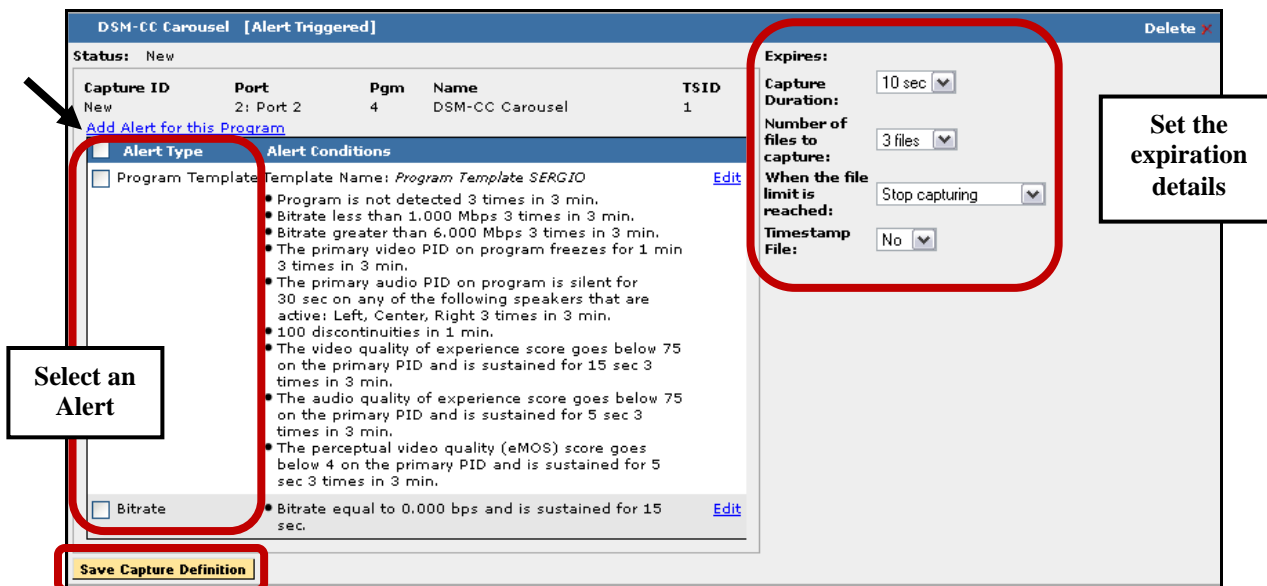 DSM-CC Carousel [Alert Triggered]
Delete X
Status: New
Capture ID Port Pgm Name TSID
New 2: Port 2 4 DSM-CC Carousel 1
Add Alert for this Program
Alert Type Alert Conditions
Program Template Template Name: Program Template SERGIO Edit
• Program is not detected 3 times in 3 min.
• Bitrate less than 1.000 Mbps 3 times in 3 min.
• Bitrate greater than 6.000 Mbps 3 times in 3 min.
• The primary video PID on program freezes for 1 min
3 times in 3 min.
• The primary audio PID on program is silent for
30 sec on any of the following speakers that are
active: Left, Center, Right 3 times in 3 min.
• 100 discontinuities in 1 min.
• The video quality of experience score goes below 75
on the primary PID and is sustained for 15 sec 3
times in 3 min.
• The audio quality of experience score goes below 75
on the primary PID and is sustained for 5 sec 3
times in 3 min.
• The perceptual video quality (eMOS) score goes
below 4 on the primary PID and is sustained for 5
sec 3 times in 3 min.
Bitrate • Bitrate equal to 0.000 bps and is sustained for 15 Edit
sec.
Save Capture Definition
Select an
Alert
Expires:
Capture
Duration: 10 sec
Number of
files to
capture: 3 files
When the file
limit is
reached: Stop capturing
Timestamp
File: No
Set the
expiration
details